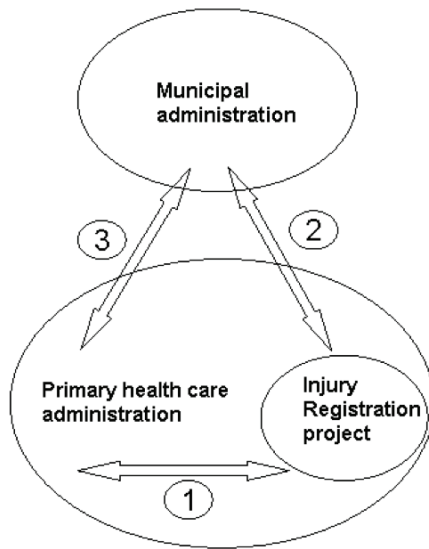 Municipal
administration
3
2
Primary health care
administration
Injury
Registration
project
1